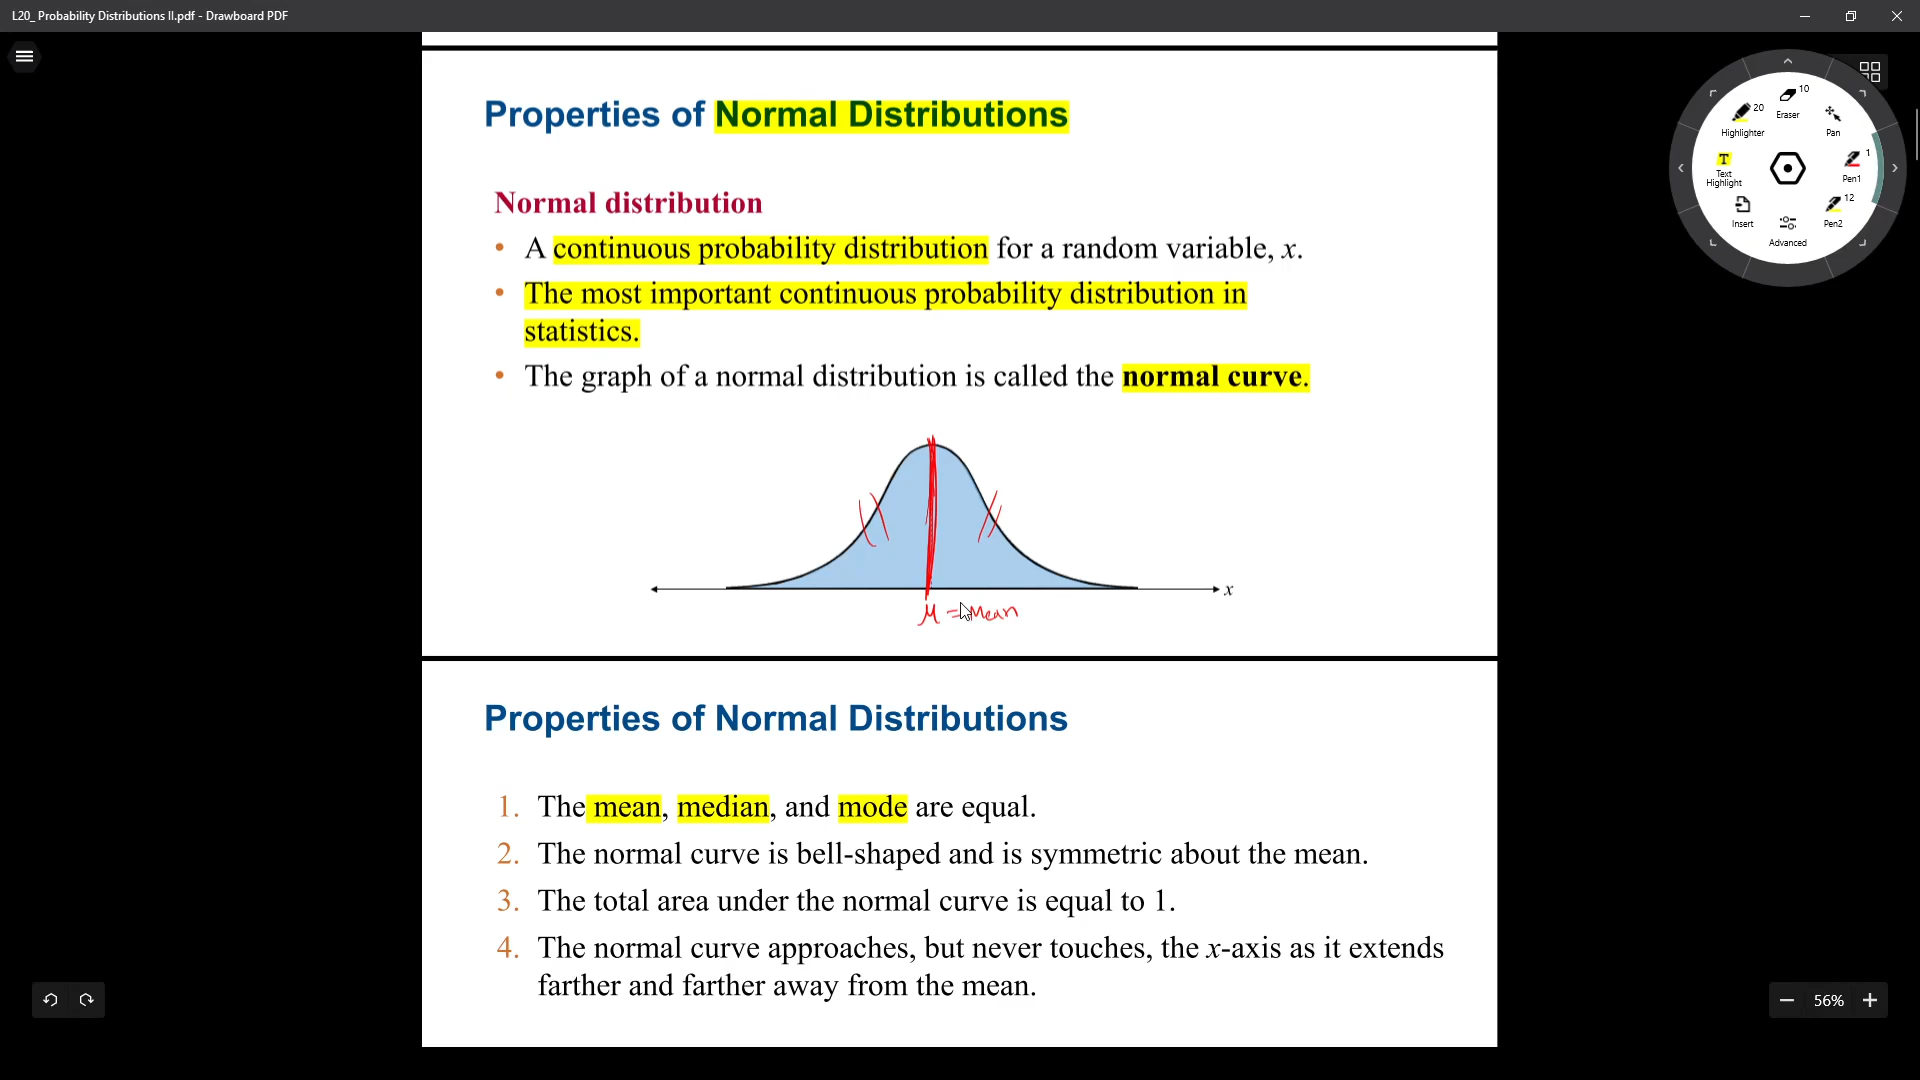 L20_ Probability Distributions II.pdf - Drawboard PDF
Properties of Normal Distributions
Normal distribution
• A continuous probability distribution for a random variable, x.
• The most important continuous probability distribution in
statistics.
• The graph of a normal distribution is called the normal curve.
x
μ = Mean
Properties of Normal Distributions
1. The mean, median, and mode are equal.
2. The normal curve is bell-shaped and is symmetric about the mean.
3. The total area under the normal curve is equal to 1.
4. The normal curve approaches, but never touches, the x-axis as it extends
farther and farther away from the mean.
10
Eraser
20
Highlighter
Pan
T
Text
Highlight
1
Pen1
Insert
12
Pen2
Advanced
56%